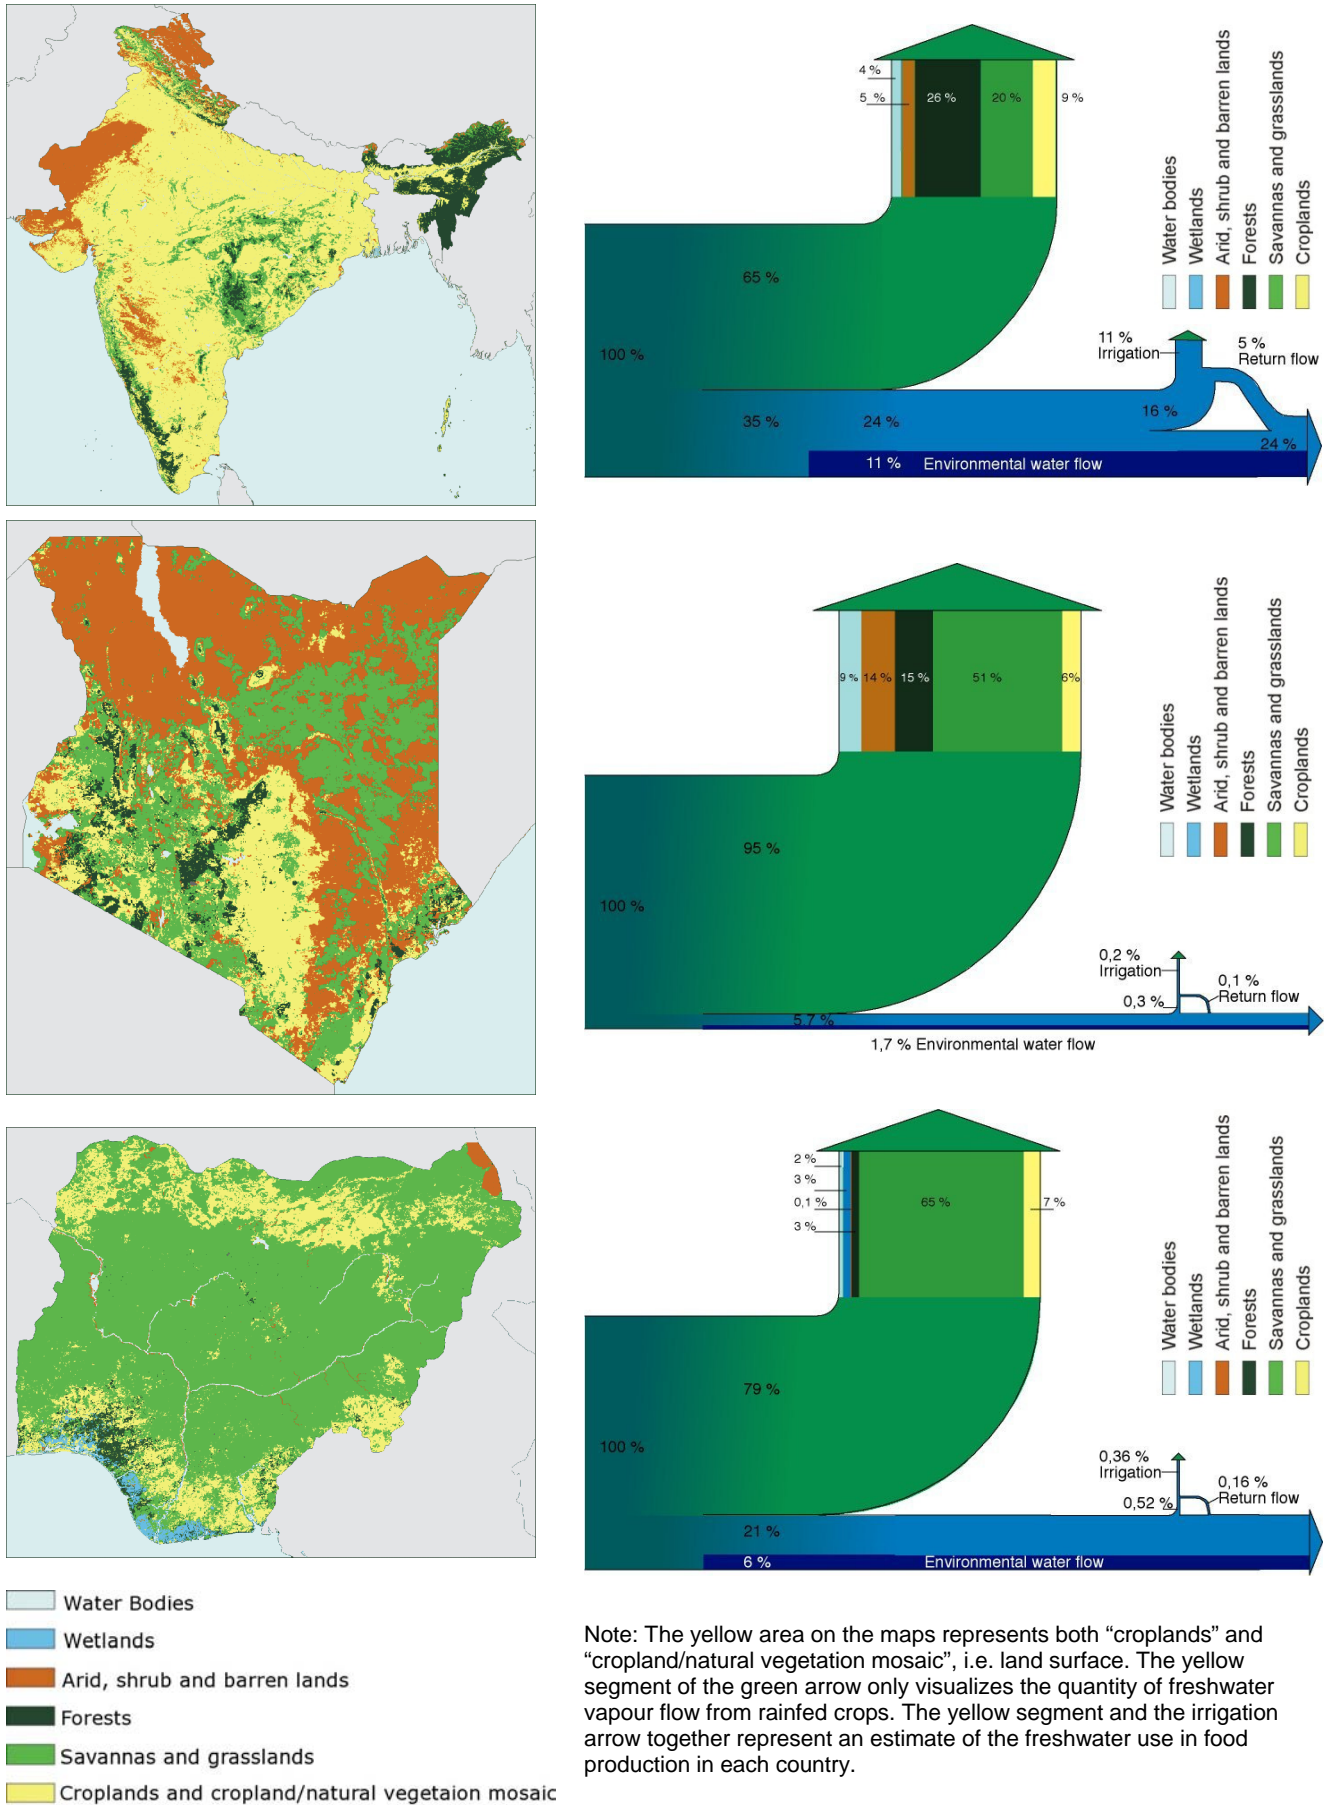 4 %
5 %
26 %
20 %
9 %
65 %
100 %
35 %
24 %
11 %
Irrigation
5 %
Return flow
16 %
24 %
11 % Environmental water flow
Water bodies
Wetlands
Arid, shrub and barren lands
Forests
Savannas and grasslands
Croplands
9 %
14 %
15 %
51 %
6%
95 %
100 %
5,7 %
0,2 %
Irrigation
0,1 %
Return flow
0,3 %
1,7 % Environmental water flow
Water bodies
Wetlands
Arid, shrub and barren lands
Forests
Savannas and grasslands
Croplands
2 %
3 %
0,1 %
3 %
65 %
7 %
79 %
100 %
21 %
0,36 %
Irrigation
0,16 %
Return flow
0,52 %
6 % Environmental water flow
Water bodies
Wetlands
Arid, shrub and barren lands
Forests
Savannas and grasslands
Croplands
Water Bodies
Wetlands
Arid, shrub and barren lands
Forests
Savannas and grasslands
Croplands and cropland/natural vegetaion mosaic
Note: The yellow area on the maps represents both “croplands” and
“cropland/natural vegetation mosaic”, i.e. land surface. The yellow
segment of the green arrow only visualizes the quantity of freshwater
vapour flow from rainfed crops. The yellow segment and the irrigation
arrow together represent an estimate of the freshwater use in food
production in each country.